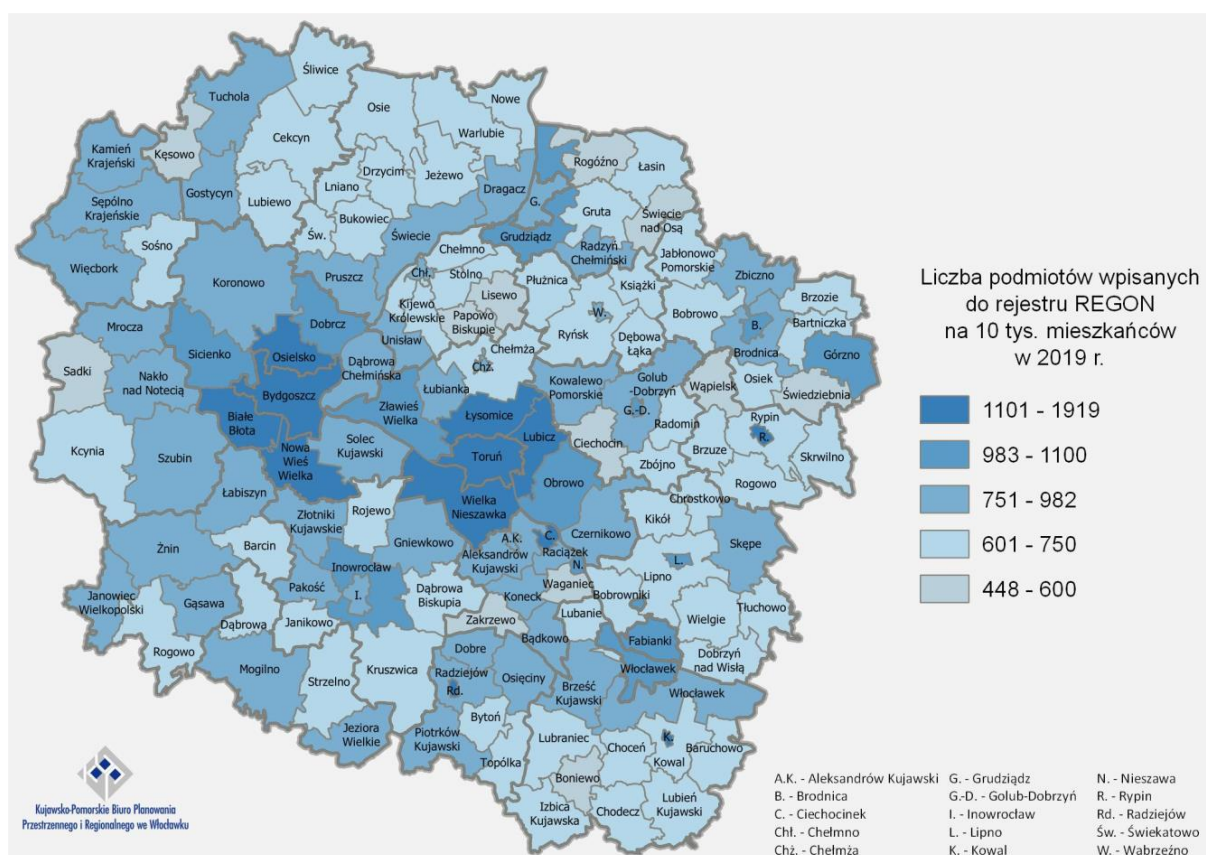 Śliwice
Tuchola
Nowe
Osie
Cekcyn
Warlubie
Kamień
Krajeński
Kęsowo
Rogóźno
Łasin
Drzycim
Jeżewo
Lniano
Dragacz
Gostycyn
G.
Lubiewo
Sępólno
Krajeńskie
Gruta
Świecie
nad Osą
Bukowiec
Św.
Świecie
Grudziądz
Radzyń
Chełmiński
Sośno
Chełmno
Jabłonowo
Pomorskie
Więcbork
Zbiczno
Chł.
Stolno
Płużnica
Książki
Koronowo
Pruszcz
Lisewo
Brzozie
Kijewo
Królewskie
Papowo
Biskupie
W.
Bobrowo
Bartniczka
Mrocza
Dobrcz
B.
Unisław
Ryńsk
Dębowa
Łąka
Sicienko
Osielsko
Chełmża
Brodnica
Górzno
Dąbrowa
Chełmińska
Chż.
Sadki
Nakło
nad Notecią
Łubianka
Kowalewo
Pomorskie
Golub
-Dobrzyń
Wąpielsk
Osiek
Świedziebnia
Bydgoszcz
Zławieś
Wielka
Łysomice
G.-D.
Białe
Błota
Radomin
Rypin
R.
Lubicz
Ciechocin
Kcynia
Szubin
Nowa
Wieś
Wielka
Solec
Kujawski
Toruń
Zbójno
Brzuze
Skrwilno
Łabiszyn
Obrowo
Rogowo
Wielka
Nieszawka
Chrostkowo
Złotniki
Kujawskie
Rojewo
Kikół
Gniewkowo
A.K.
C.
Raciążek
Czernikowo
Skępe
Żnin
Barcin
Aleksandrów
Kujawski
N.
L.
Inowrocław
Lipno
Pakość
Waganiec
Bobrowniki
Janowiec
Wielkopolski
Gąsawa
I.
Dąbrowa
Biskupia
Koneck
Tłuchowo
Lubanie
Wielgie
Dąbrowa
Janikowo
Zakrzewo
Bądkowo
Fabianki
Rogowo
Dobre
Dobrzyń
nad Wisłą
Kruszwica
Włocławek
Mogilno
Strzelno
Radziejów
Osięciny
Rd.
Brześć
Kujawski
Włocławek
Bytoń
Jeziora
Wielkie
Piotrków
Kujawski
Lubraniec
K.
Choceń
Baruchowo
Topólka
Kowal
Boniewo
Izbica
Kujawska
Chodecz
Lubień
Kujawski
Liczba podmiotów wpisanych
do rejestru REGON
na 10 tys. mieszkańców
w 2019 r.
1101 - 1919
983 - 1100
751 - 982
601 - 750
448 - 600
Kujawsko-Pomorskie Biuro Planowania
Przestrzennego i Regionalnego we Włocławku
A.K. - Aleksandrów Kujawski
B. - Brodnica
C. - Ciechocinek
Chł. - Chełmno
Chż. - Chełmża
G. - Grudziądz
G.-D. - Golub-Dobrzyń
I. - Inowrocław
L. - Lipno
K. - Kowal
N. - Nieszawa
R. - Rypin
Rd. - Radziejów
Św. - Świekatowo
W. - Wąbrzeźno